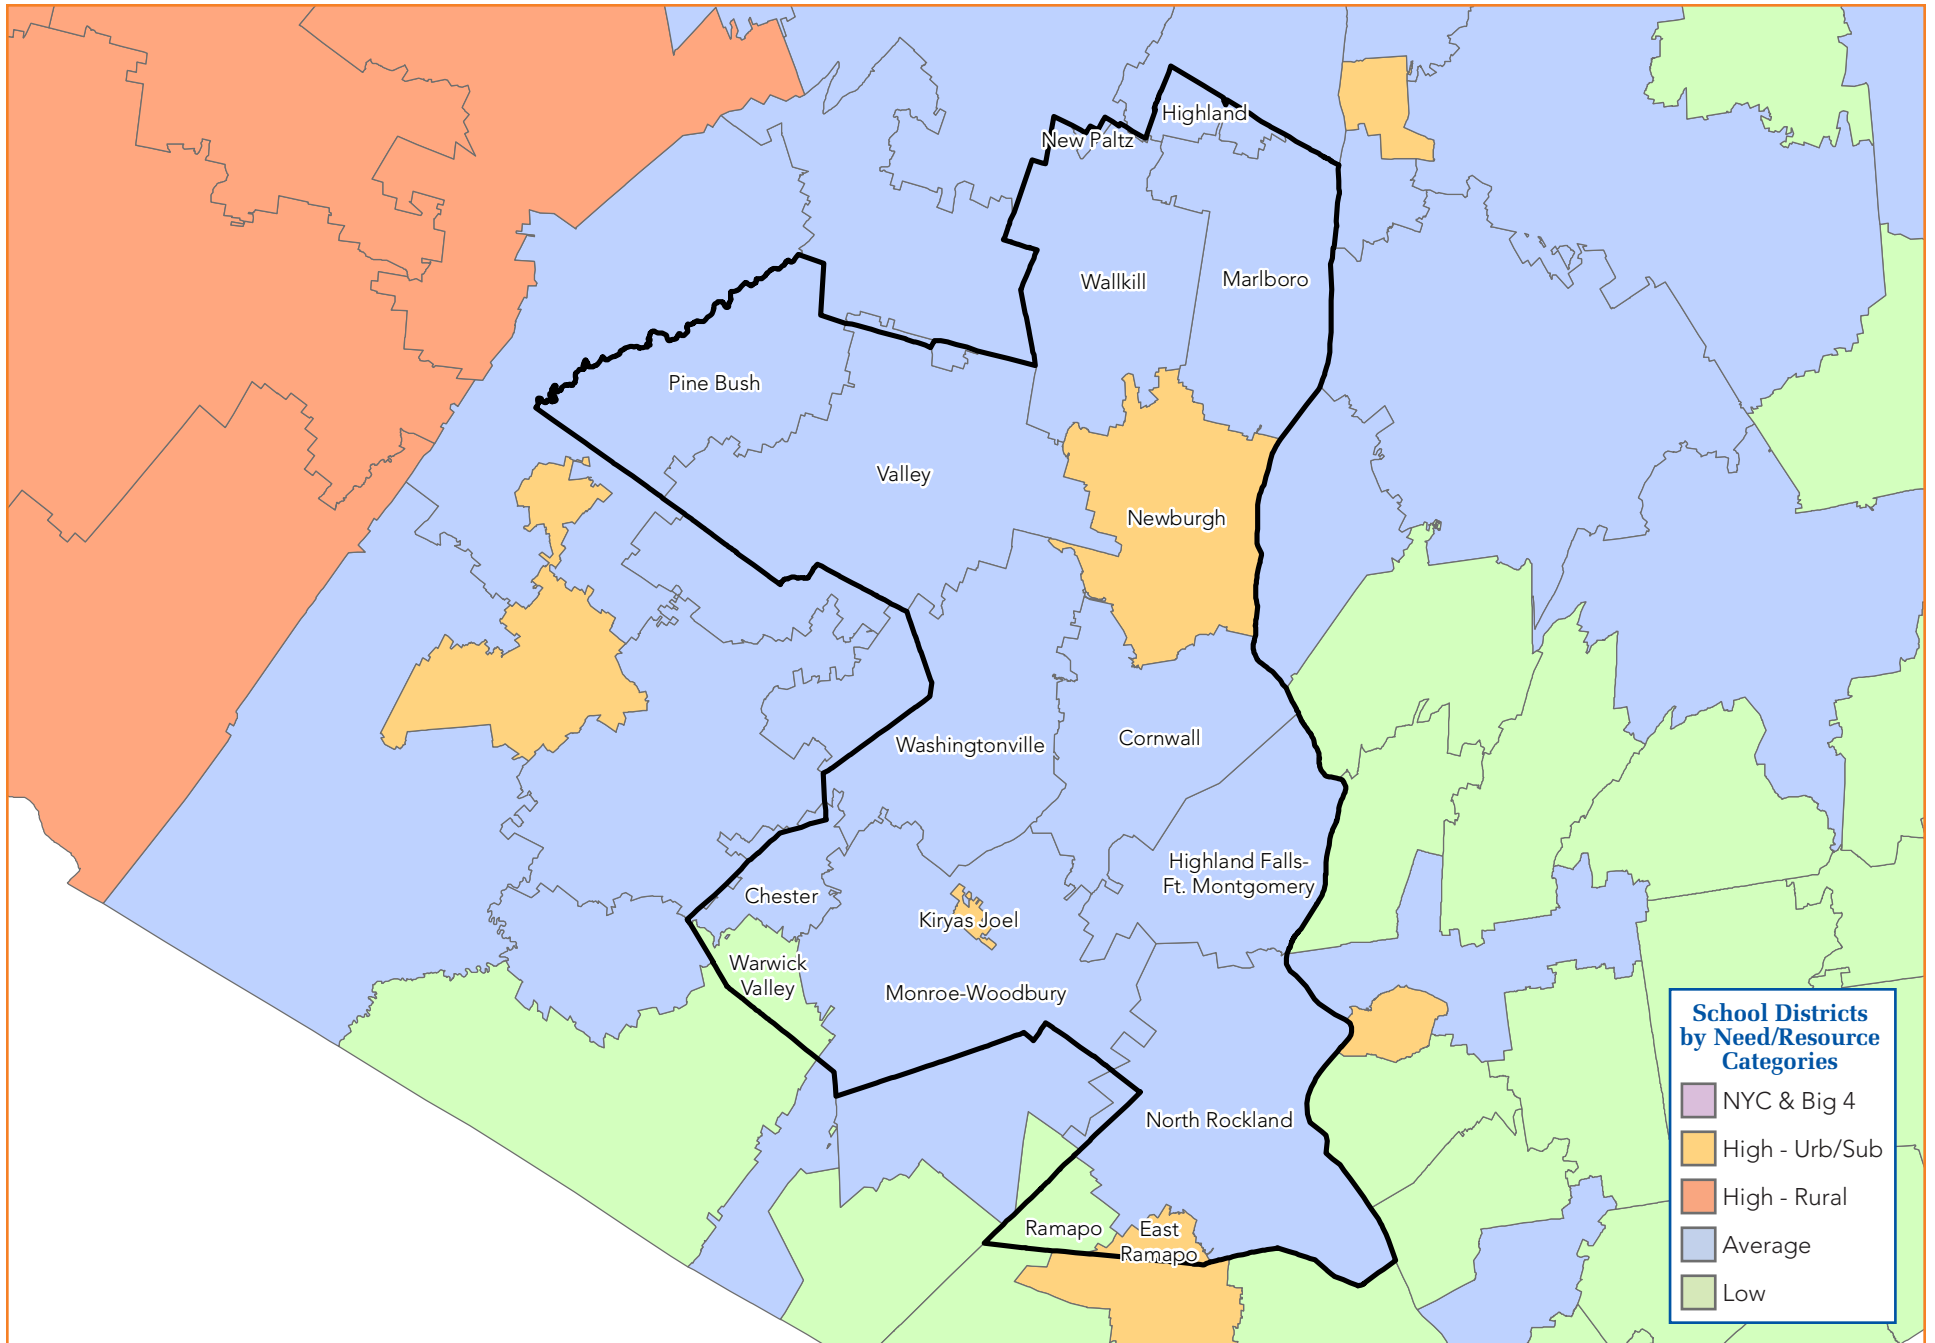 Highland
New Paltz
Wallkill
Marlboro
Pine Bush
Valley
Newburgh
Washingtonville
Cornwall
Highland Falls-
Ft. Montgomery
Chester
Kiryas Joel
Warwick
Valley
Monroe-Woodbury
North Rockland
Ramapo
East
Ramapo
School Districts
by Need/Resource
Categories
NYC & Big 4
High - Urb/Sub
High - Rural
Average
Low